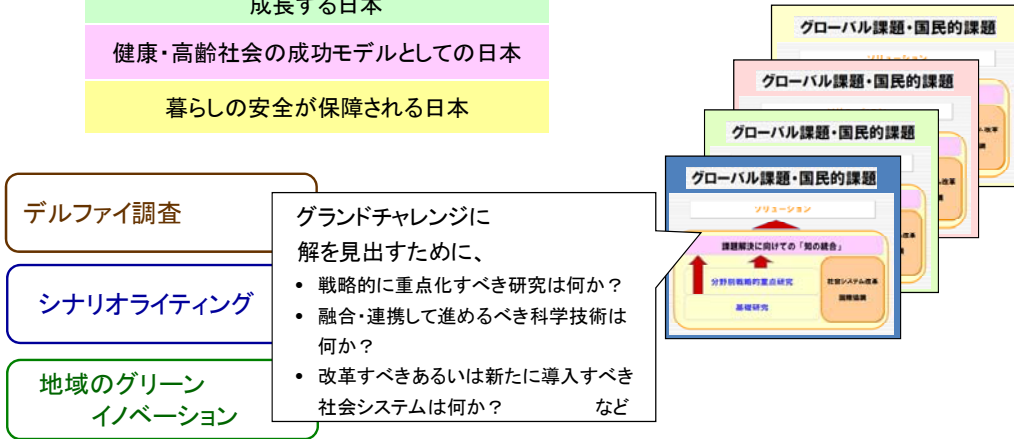 成長する日本
健康・高齢社会の成功モデルとしての日本
暮らしの安全が保障される日本
デルファイ調査
シナリオライティング
地域のグリーン
イノベーション
グランドチャレンジに
解を見出すために、
• 戦略的に重点化すべき研究は何か？
• 融合・連携して進めるべき科学技術は
何か？
• 改革すべきあるいは新たに導入すべき
社会システムは何か？ など
グローバル課題・国民的課題
グローバル課題・国民的課題
グローバル課題・国民的課題
グローバル課題・国民的課題
ソリューション
課題解決に向けての「知の統合」
分野別戦略的重点研究
基礎研究
社会システム改革
国際協調